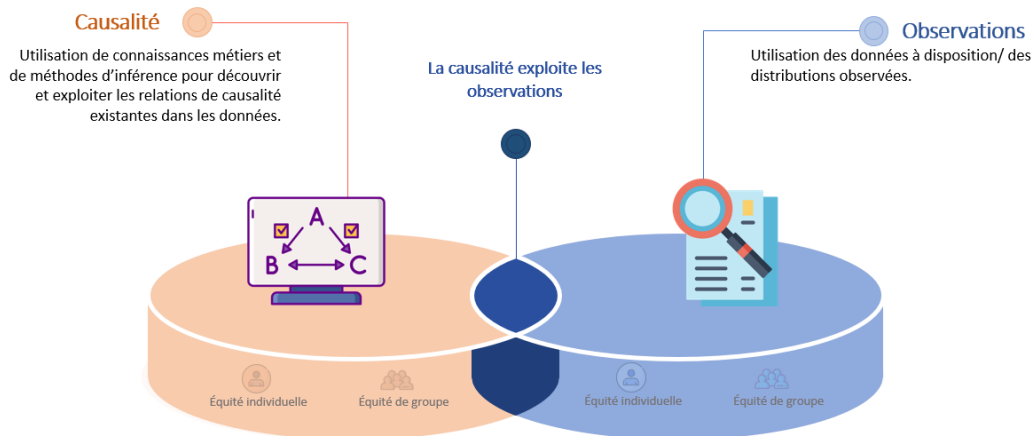 Causalité
Utilisation de connaissances métiers et
de méthodes d'inférence pour découvrir
et exploiter les relations de causalité
existantes dans les données.
La causalité exploite les
observations
Observations
Utilisation des données à disposition/ des
distributions observées.
A
B
C
Équité individuelle
Équité de groupe
Équité individuelle
Équité de groupe